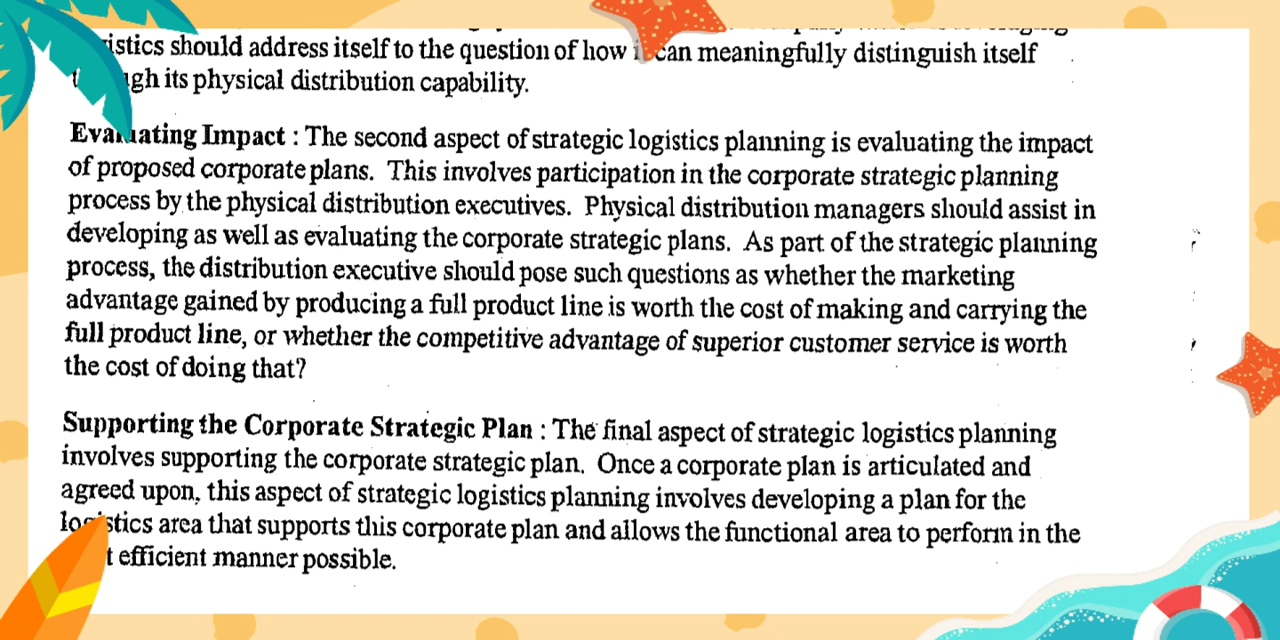 should address itself to the question of how can meaningfully distinguish itself
its physical distribution capability.
Evaluating Impact : The second aspect of strategic logistics planning is evaluating the impact
of proposed corporate plans. This involves participation in the corporate strategic planning
process by the physical distribution executives. Physical distribution managers should assist in
developing as well as evaluating the corporate strategic plans. As part of the strategic planning
process, the distribution executive should pose such questions as whether the marketing
advantage gained by producing a full product line is worth the cost of making and carrying the
full product line, or whether the competitive advantage of superior customer service is worth
the cost of doing that?
Supporting the Corporate Strategic Plan : The final aspect of strategic logistics planning
involves supporting the corporate strategic plan. Once a corporate plan is articulated and
agreed upon, this aspect of strategic logistics planning involves developing a plan for the
logistics area that supports this corporate plan and allows the functional area to perform in the
efficient manner possible.